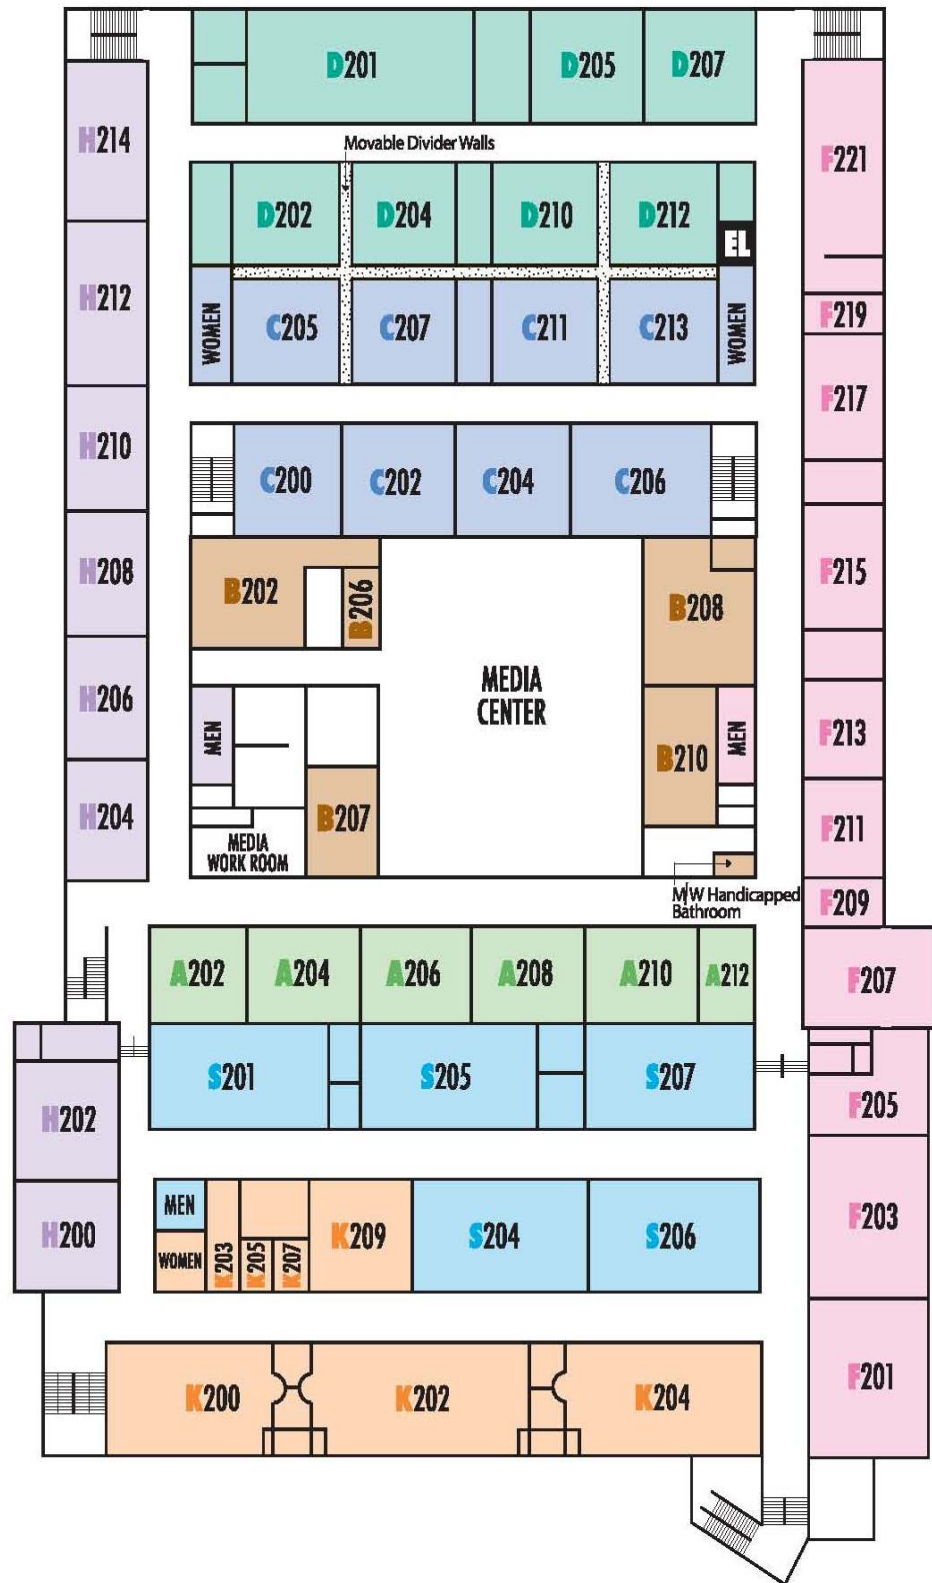 D201
D205
D207
H214
Movable Divider Walls
F221
D202
D204
D210
D212
EL
H212
WOMEN
C205
C207
C211
C213
WOMEN
F219
F217
H210
C200
C202
C204
C206
H208
F215
B202
B206
B208
H206
MEN
MEDIA
CENTER
B210
MEN
F213
H204
B207
F211
MEDIA
WORK ROOM
M/W Handicapped
Bathroom
F209
A202
A204
A206
A208
A210
A212
F207
S201
S205
S207
H202
F205
MEN
WOMEN
K203
K205
K207
K209
S204
S206
H200
F203
K200
K202
K204
F201